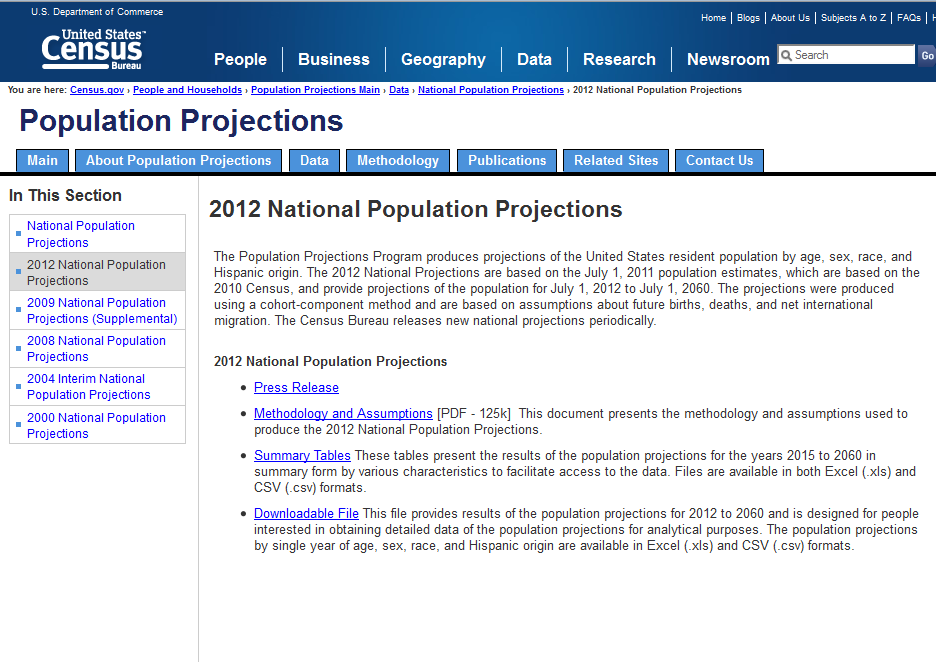 U.S. Department of Commerce
Home | Blogs | About Us | Subjects A to Z | FAQs |
United States™
Census
Bureau
People | Business | Geography | Data | Research | Newsroom
Search
Go
You are here: Census.gov › People and Households › Population Projections Main › Data › National Population Projections › 2012 National Population Projections
Population Projections
Main
About Population Projections
Data
Methodology
Publications
Related Sites
Contact Us
In This Section
National Population
Projections
2012 National Population
Projections
2009 National Population
Projections (Supplemental)
2008 National Population
Projections
2004 Interim National
Population Projections
2000 National Population
Projections
2012 National Population Projections
The Population Projections Program produces projections of the United States resident population by age, sex, race, and
Hispanic origin. The 2012 National Projections are based on the July 1, 2011 population estimates, which are based on the
2010 Census, and provide projections of the population for July 1, 2012 to July 1, 2060. The projections were produced
using a cohort-component method and are based on assumptions about future births, deaths, and net international
migration. The Census Bureau releases new national projections periodically.
2012 National Population Projections
• Press Release
• Methodology and Assumptions [PDF - 125k] This document presents the methodology and assumptions used to
produce the 2012 National Population Projections.
• Summary Tables These tables present the results of the population projections for the years 2015 to 2060 in
summary form by various characteristics to facilitate access to the data. Files are available in both Excel (.xls) and
CSV (.csv) formats.
• Downloadable File This file provides results of the population projections for 2012 to 2060 and is designed for people
interested in obtaining detailed data of the population projections for analytical purposes. The population projections
by single year of age, sex, race, and Hispanic origin are available in Excel (.xls) and CSV (.csv) formats.